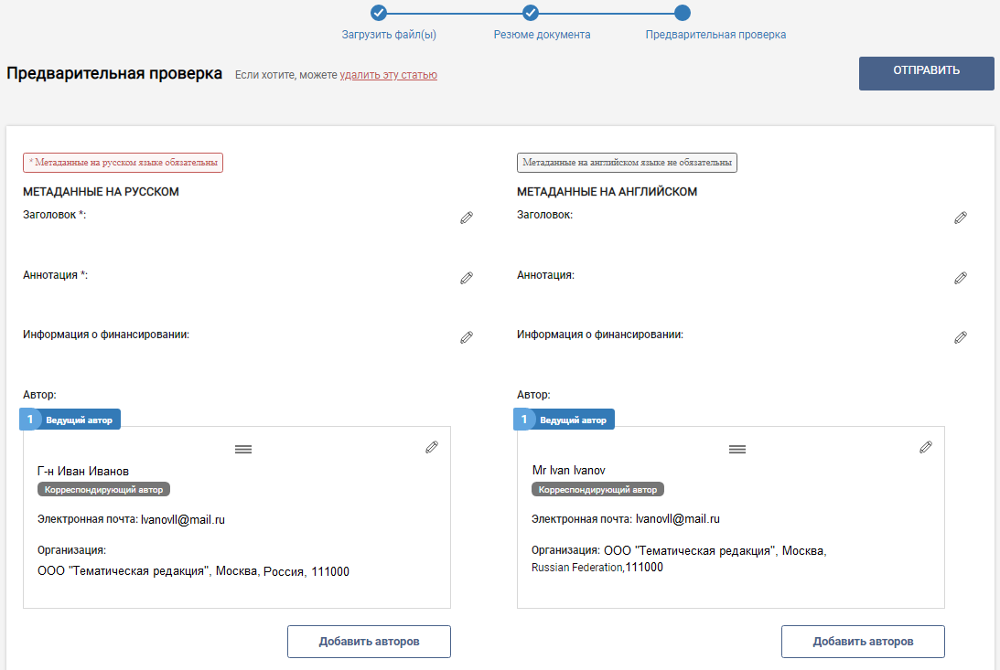 Загрузить файл(ы)
Резюме документа
Предварительная проверка
Предварительная проверка
Если хотите, можете удалить эту статью
ОТПРАВИТЬ
* Метаданные на русском языке обязательны
МЕТАДАННЫЕ НА РУССКОМ
Заголовок *:
Аннотация *:
Информация о финансировании:
Автор:
1 Ведущий автор
Г-н Иван Иванов
Корреспондирующий автор
Электронная почта: IvanovII@mail.ru
Организация:
ООО "Тематическая редакция", Москва, Россия, 111000
Добавить авторов
Метаданные на английском языке не обязательны
МЕТАДАННЫЕ НА АНГЛИЙСКОМ
Заголовок:
Аннотация:
Информация о финансировании:
Автор:
1 Ведущий автор
Mr Ivan Ivanov
Корреспондирующий автор
Электронная почта: IvanovII@mail.ru
Организация: ООО "Тематическая редакция", Москва,
Russian Federation,111000
Добавить авторов